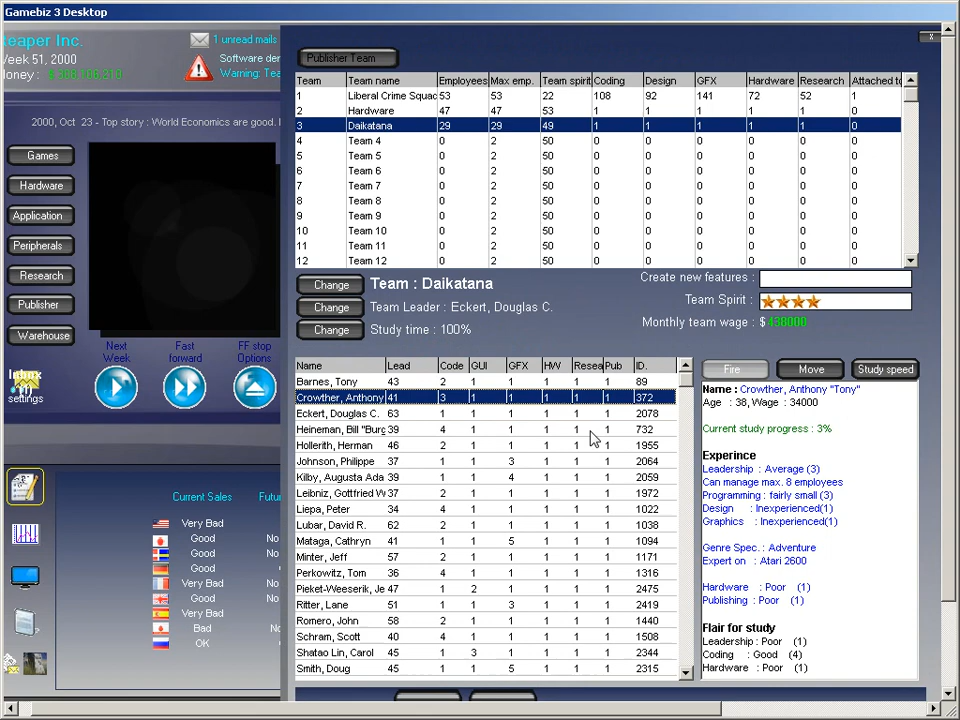 Gamebiz 3 Desktop
eaper Inc.
Week 51, 2000
Money : $
1 unread mails
Software der
Warning: Tea
2000, Oct 23 - Top story : World Economics are good.
Games
Hardware
Application
Peripherals
Research
Publisher
Warehouse
Next Week
Fast forward
FF stop Options
Inbox
settings
Current Sales Futu
Very Bad
Good No
Good No
Good
Very Bad No
Good No
Very Bad
Bad No
OK No
x
Publisher Team
Team Team name Employees Max emp. Team spirit Coding Design GFX Hardware Research Attached to
1 Liberal Crime Squad 53 53 22 108 92 141 72 52 1
2 Hardware 47 47 53 1 1 1 1 1 0
3 Daikatana 29 29 49 1 1 1 1 1 0
4 Team 4 0 2 50 0 0 0 0 0 0
5 Team 5 0 2 50 0 0 0 0 0 0
6 Team 6 0 2 50 0 0 0 0 0 0
7 Team 7 0 2 50 0 0 0 0 0 0
8 Team 8 0 2 50 0 0 0 0 0 0
9 Team 9 0 2 50 0 0 0 0 0 0
10 Team 10 0 2 50 0 0 0 0 0 0
11 Team 11 0 2 50 0 0 0 0 0 0
12 Team 12 0 2 50 0 0 0 0 0 0
Change Team : Daikatana
Change Team Leader : Eckert, Douglas C.
Change Study time : 100%
Create new features :
Team Spirit :
Monthly team wage : $438000
Name Lead Code GUI GFX HW Resea Pub ID.
Barnes, Tony 43 2 1 1 1 1 1 89
Crowther, Anthony 41 3 1 1 1 1 1 372
Eckert, Douglas C. 63 1 1 1 1 1 1 2078
Heineman, Bill "Burg 39 4 1 1 1 1 1 732
Hollerith, Herman 46 2 1 1 1 1 1 1955
Johnson, Philippe 37 1 1 3 1 1 1 2064
Kilby, Augusta Ada 39 1 1 4 1 1 1 2059
Leibniz, Gottfried W 37 1 1 1 1 1 1 1972
Liepa, Peter 34 4 1 1 1 1 1 1022
Lubar, David R. 62 2 1 1 1 1 1 1038
Mataga, Cathryn 41 1 1 5 1 1 1 1094
Minter, Jeff 57 2 1 1 1 1 1 1171
Perkowitz, Tom 36 4 1 1 1 1 1 1316
Pieket-Weeserik, Je 47 1 2 1 1 1 1 2475
Ritter, Lane 51 1 1 3 1 1 1 2419
Romero, John 58 2 1 1 1 1 1 1440
Schram, Scott 40 4 1 1 1 1 1 1508
Shatao Lin, Carol 45 1 3 1 1 1 1 2344
Smith, Doug 45 1 1 5 1 1 1 2315
Fire Move Study speed
Name : Crowther, Anthony "Tony"
Age : 38, Wage : 34000
Current study progress : 3%
Experince
Leadership : Average (3)
Can manage max. 8 employees
Programming : fairly small (3)
Design : Inexperienced(1)
Graphics : Inexperienced(1)
Genre Spec. : Adventure
Expert on : Atari 2600
Hardware : Poor (1)
Publishing : Poor (1)
Flair for study
Leadership : Poor (1)
Coding : Good (4)
Hardware : Poor (1)